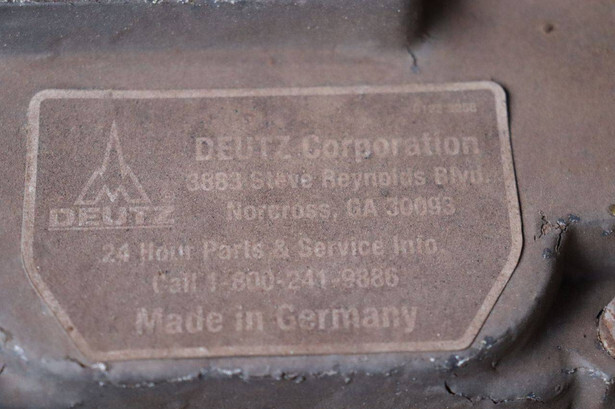 DEUTZ Corporation
3883 Steve Reynolds Blvd.
Norcross, GA 30093
DEUTZ
24 Hour Parts & Service Info.
Call 1-800-241-9886
Made in Germany